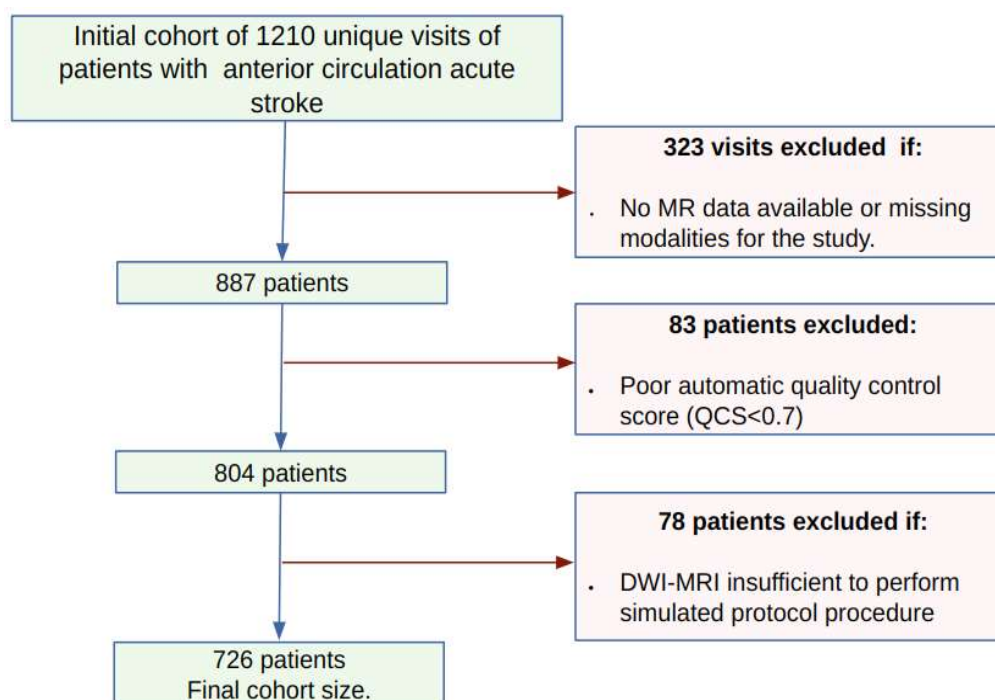 Initial cohort of 1210 unique visits of
patients with anterior circulation acute
stroke
323 visits excluded if:
. No MR data available or missing
modalities for the study.
887 patients
83 patients excluded:
. Poor automatic quality control
score (QCS<0.7)
804 patients
78 patients excluded if:
. DWI-MRI insufficient to perform
simulated protocol procedure
726 patients
Final cohort size.